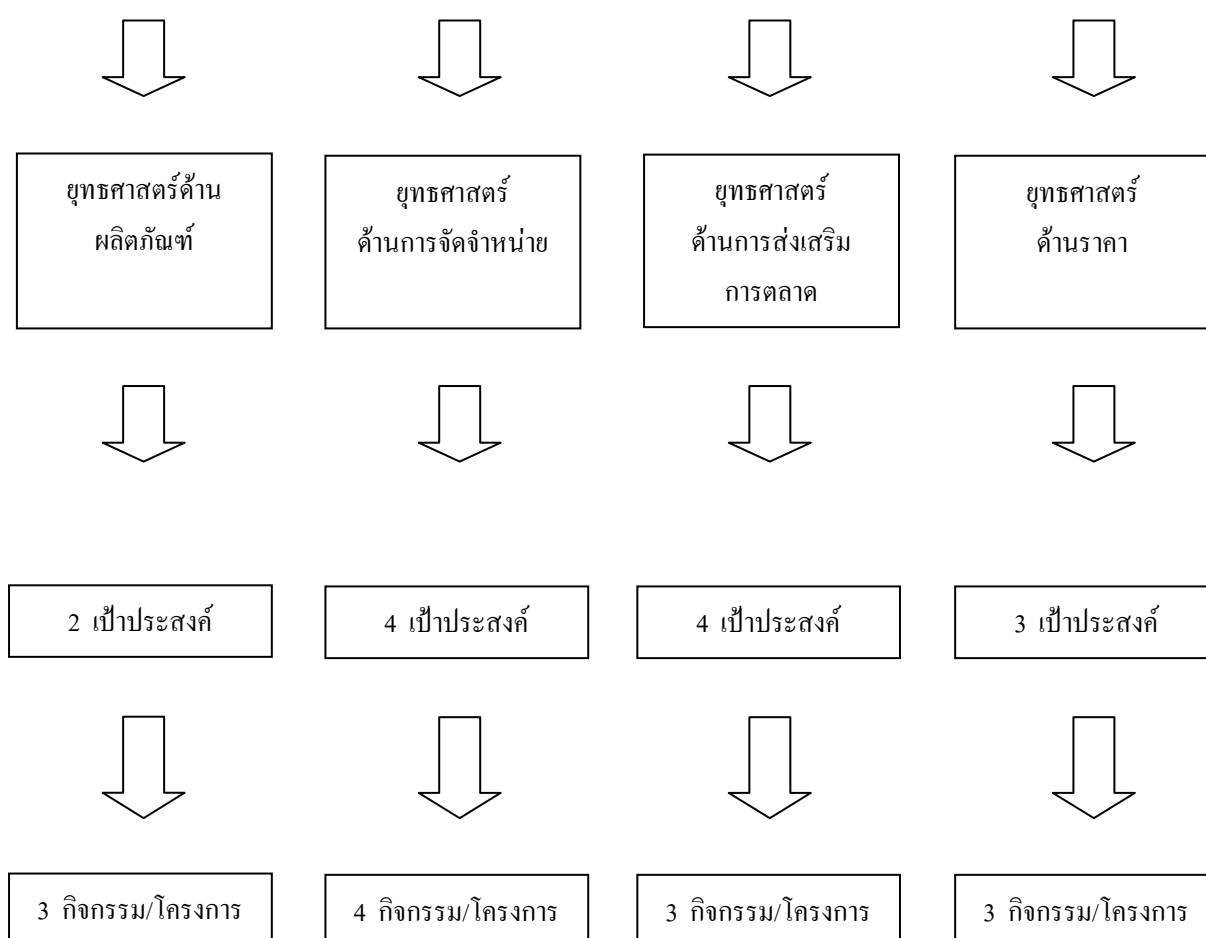 ยุทธศาสตร์ด้าน
ผลิตภัณฑ์
ยุทธศาสตร์
ด้านการจัดจำหน่าย
ยุทธศาสตร์
ด้านการส่งเสริม
การตลาด
ยุทธศาสตร์
ด้านราคา
2 เป้าประสงค์
4 เป้าประสงค์
4 เป้าประสงค์
3 เป้าประสงค์
3 กิจกรรม/โครงการ
4 กิจกรรม/โครงการ
3 กิจกรรม/โครงการ
3 กิจกรรม/โครงการ